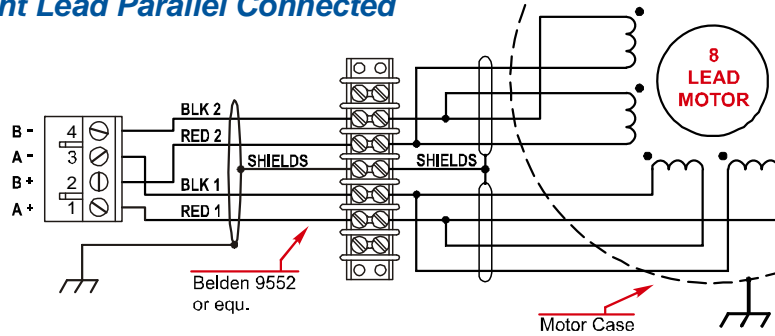 nt Lead Parallel Connected
8
LEAD
MOTOR
BLK 2
B - 4
RED 2
A - 3
SHIELDS
SHIELDS
B + 2
BLK 1
A + 1
RED 1
Belden 9552
or equ.
Motor Case